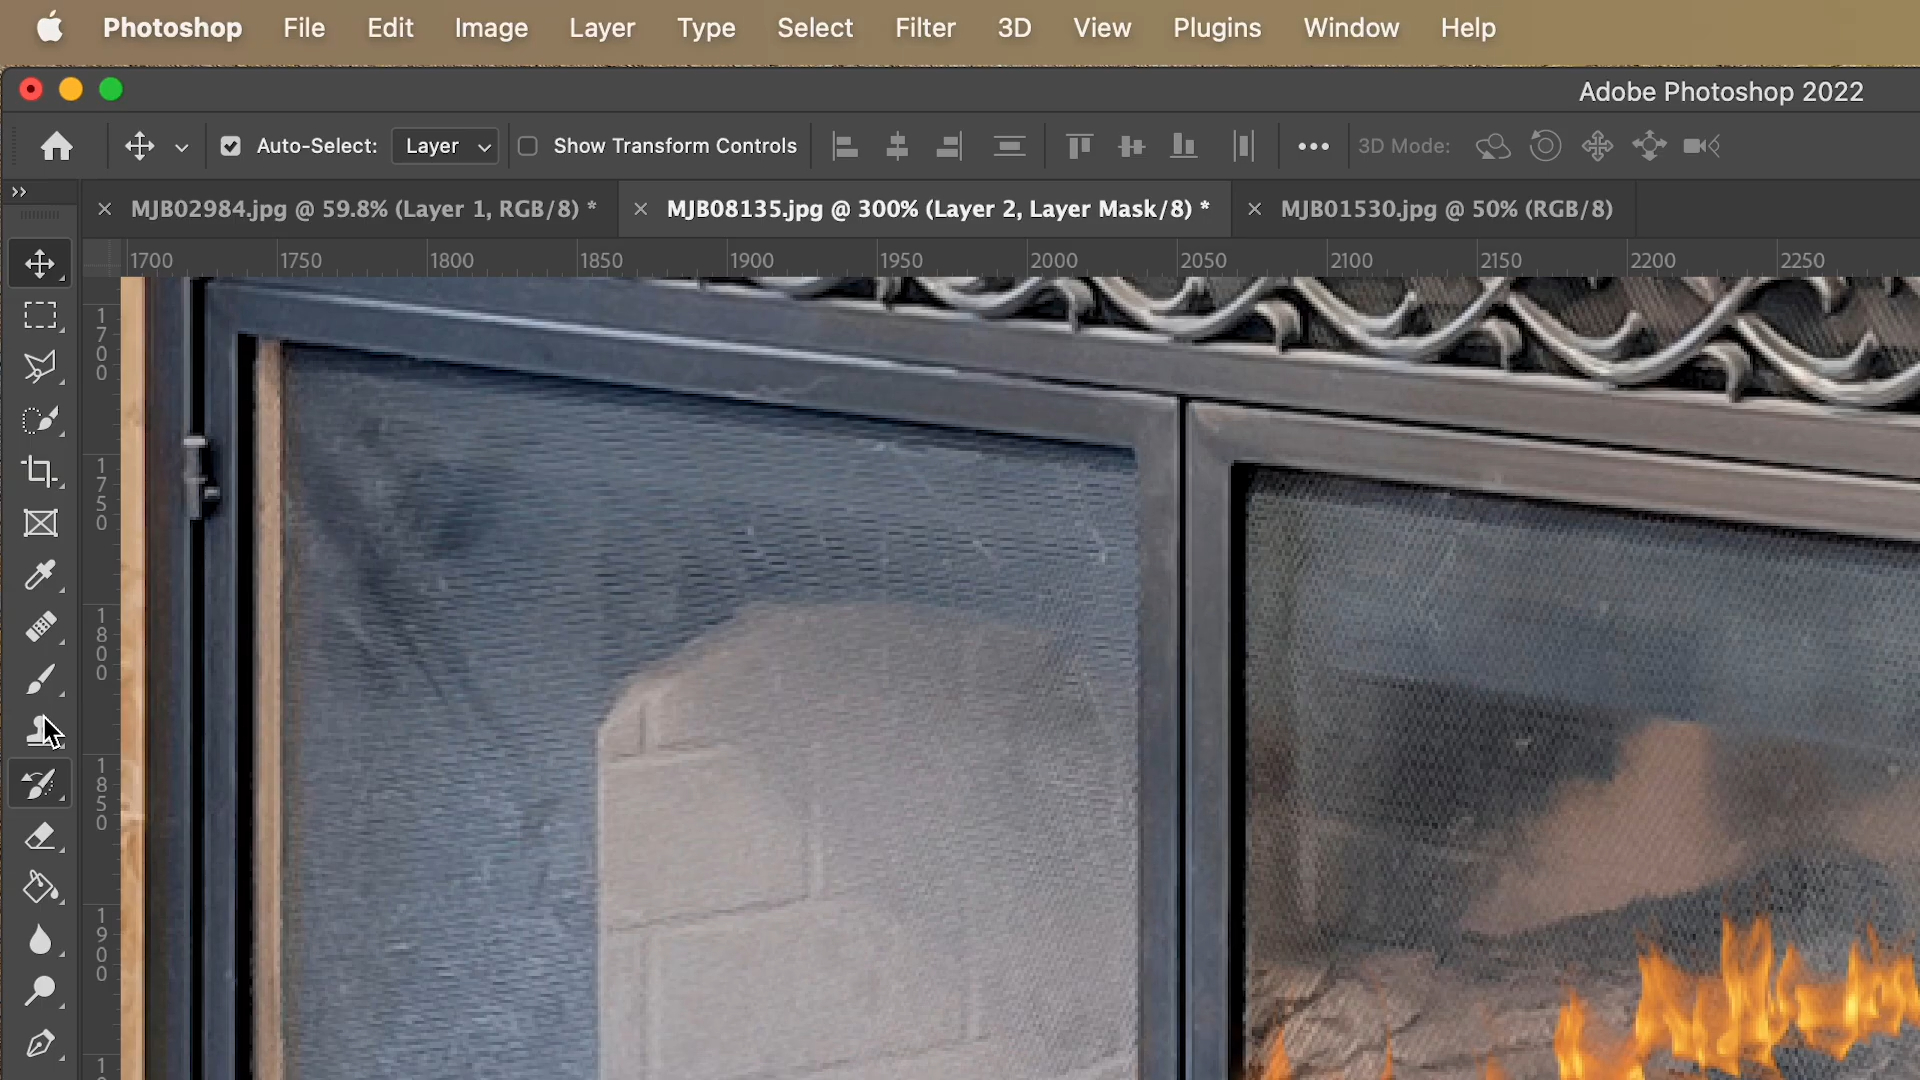 Photoshop File Edit Image Layer Type Select Filter 3D View Plugins Window Help
Adobe Photoshop 2022
Auto-Select: Layer Show Transform Controls 3D Mode:
× MJB02984.jpg @ 59.8% (Layer 1, RGB/8) * × MJB08135.jpg @ 300% (Layer 2, Layer Mask/8) * × MJB01530.jpg @ 50% (RGB/8)
1700 1750 1800 1850 1900 1950 2000 2050 2100 2150 2200 2250
1700
1750
1800
1850
1900